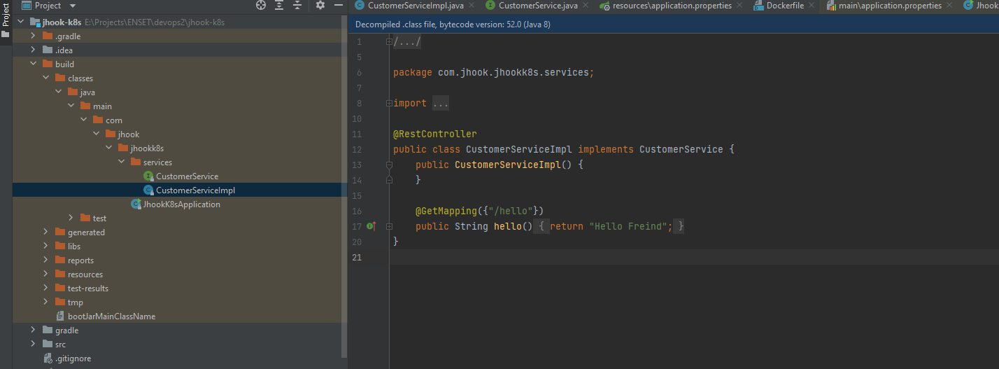 Project
Project
jhook-k8s E:\Projects\ENSET\devops2\jhook-k8s
.gradle
.idea
build
classes
java
main
com
jhook
jhookk8s
services
CustomerService
CustomerServiceImpl
JhookK8sApplication
test
generated
libs
reports
resources
test-results
tmp
bootJarMainClassName
gradle
src
.gitignore
CustomerServiceImpl.java
CustomerService.java
resources\application.properties
Dockerfile
main\application.properties
Jhook
Decompiled .class file, bytecode version: 52.0 (Java 8)
1 /.../
5
6 package com.jhook.jhookk8s.services;
7
8 import ...
10
11 @RestController
12 public class CustomerServiceImpl implements CustomerService {
13 public CustomerServiceImpl() {
14 }
15
16 @GetMapping({"/hello"})
17 public String hello() { return "Hello Freind"; }
20 }
21